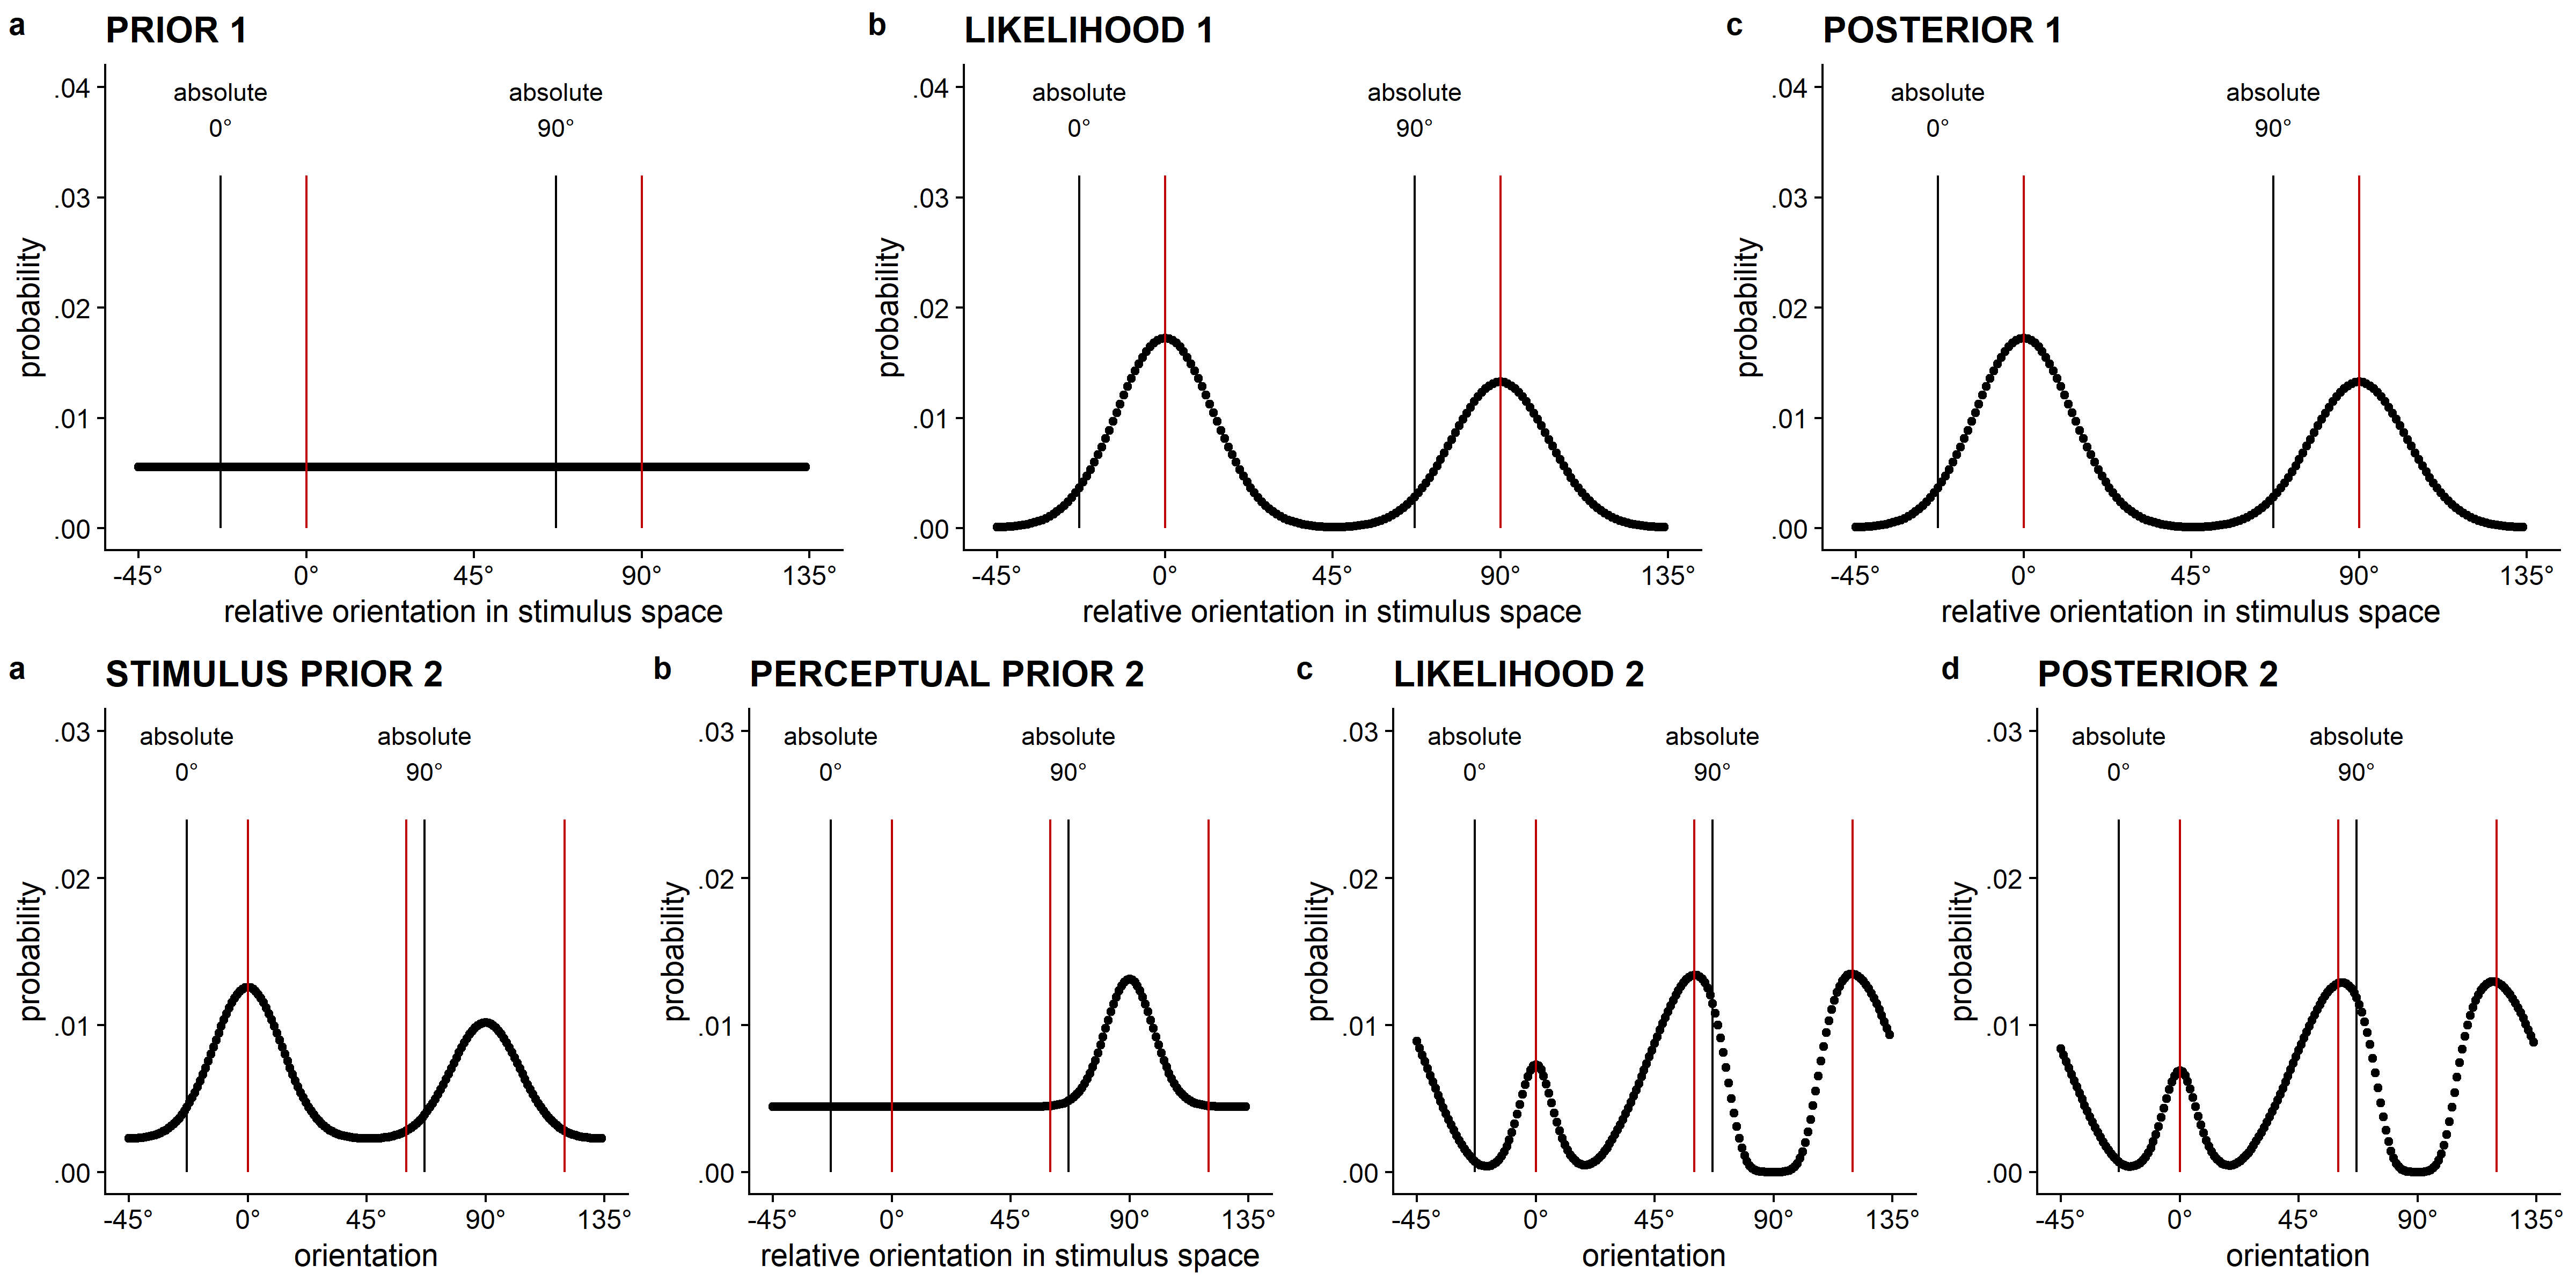 a PRIOR 1
absolute absolute
0° 90°
.04
.03
.02
.01
.00
probability
-45° 0° 45° 90° 135°
relative orientation in stimulus space
b LIKELIHOOD 1
absolute absolute
0° 90°
.04
.03
.02
.01
.00
probability
-45° 0° 45° 90° 135°
relative orientation in stimulus space
c POSTERIOR 1
absolute absolute
0° 90°
.04
.03
.02
.01
.00
probability
-45° 0° 45° 90° 135°
relative orientation in stimulus space
a STIMULUS PRIOR 2
absolute absolute
0° 90°
.03
.02
.01
.00
probability
-45° 0° 45° 90° 135°
orientation
b PERCEPTUAL PRIOR 2
absolute absolute
0° 90°
.03
.02
.01
.00
probability
-45° 0° 45° 90° 135°
relative orientation in stimulus space
c LIKELIHOOD 2
absolute absolute
0° 90°
.03
.02
.01
.00
probability
-45° 0° 45° 90° 135°
orientation
d POSTERIOR 2
absolute absolute
0° 90°
.03
.02
.01
.00
probability
-45° 0° 45° 90° 135°
orientation